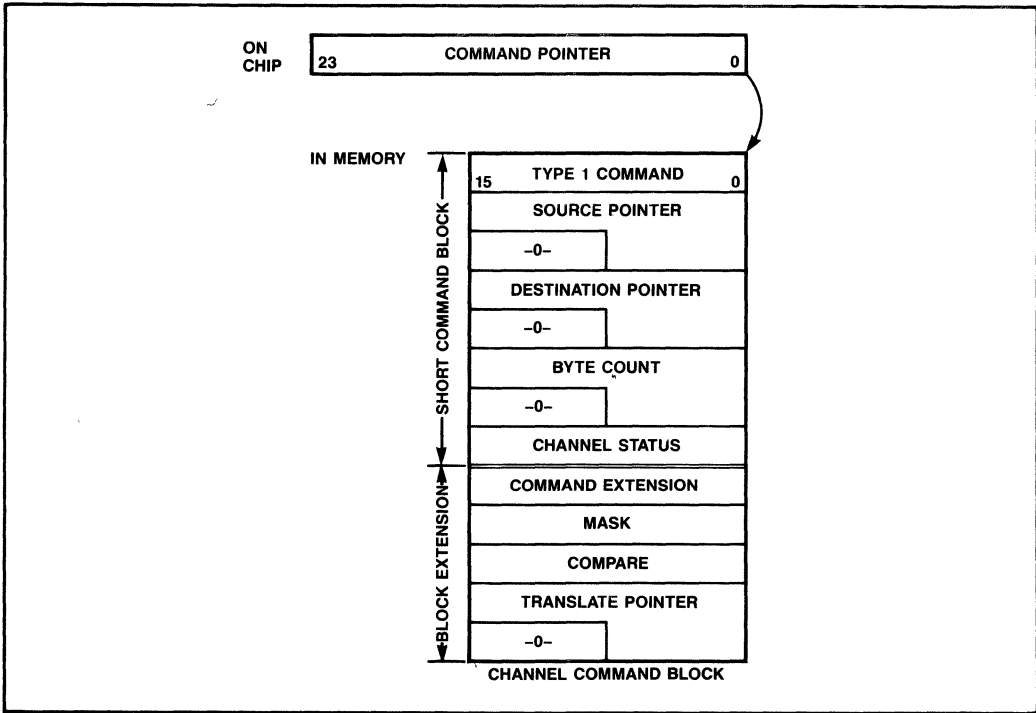 ON
CHIP
23 COMMAND POINTER 0
IN MEMORY
15 TYPE 1 COMMAND 0
SOURCE POINTER
–0–
DESTINATION POINTER
–0–
BYTE COUNT
–0–
CHANNEL STATUS
COMMAND EXTENSION
MASK
COMPARE
TRANSLATE POINTER
–0–
SHORT COMMAND BLOCK
BLOCK EXTENSION
CHANNEL COMMAND BLOCK